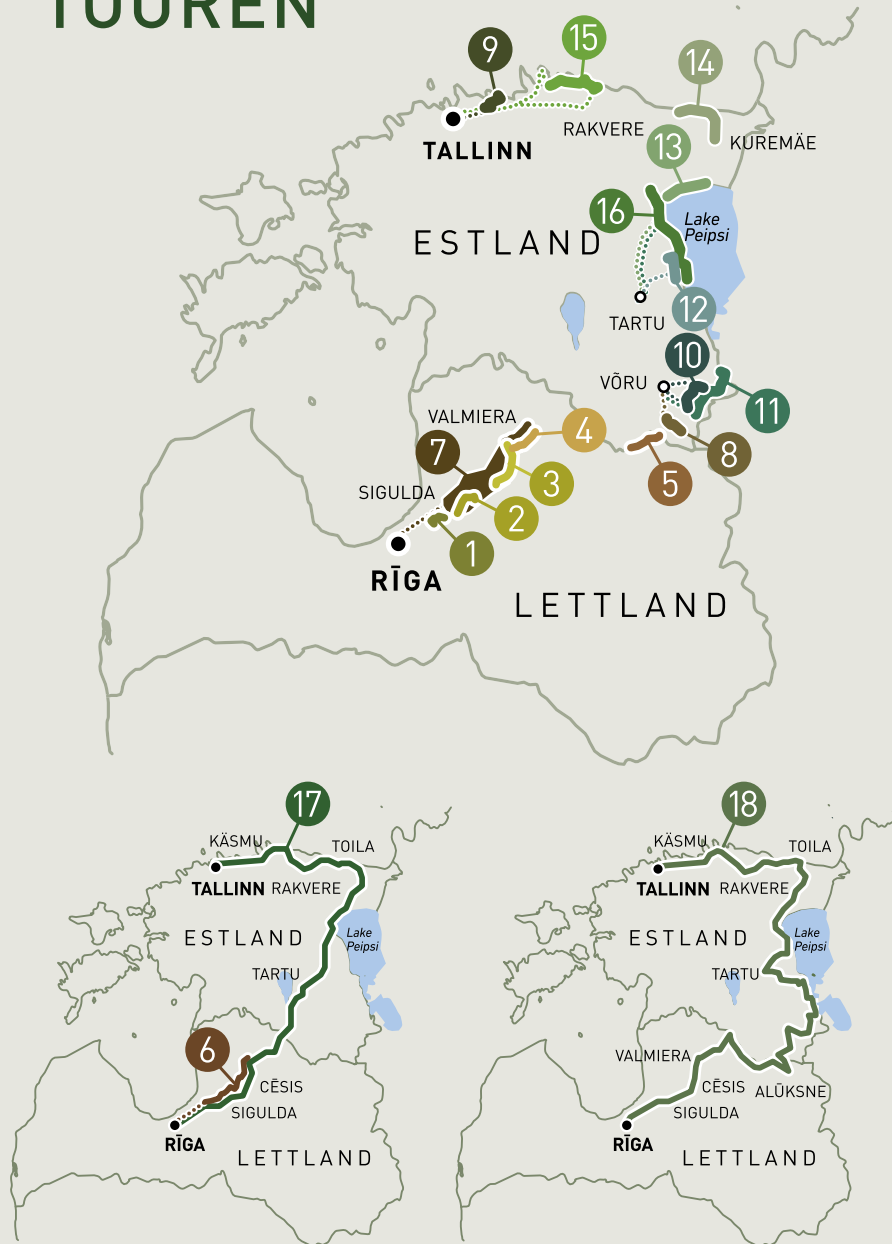 TOUREN
9
15
14
RAKVERE
KUREMÄE
TALLINN
13
16
Lake
Peipsi
ESTLAND
12
TARTU
10
VÕRU
11
VALMIERA
4
7
8
SIGULDA
3
5
2
1
RĪGA
LETTLAND
17
KÄSMU
TOILA
TALLINN
RAKVERE
ESTLAND
Lake
Peipsi
TARTU
6
CĒSIS
SIGULDA
RĪGA
LETTLAND
18
KÄSMU
TOILA
TALLINN
RAKVERE
ESTLAND
Lake
Peipsi
TARTU
VALMIERA
CĒSIS
ALŪKSNE
SIGULDA
RĪGA
LETTLAND